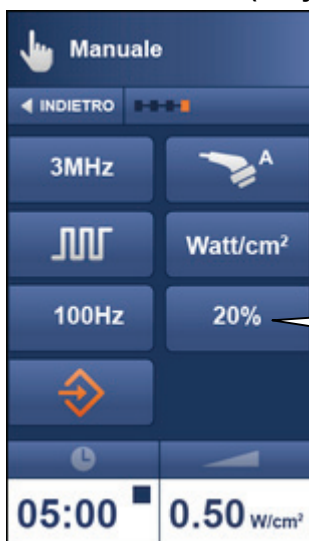 Manuale
INDIETRO
3MHz
A
Watt/cm²
100Hz
20%
05:00
0.50 W/cm²